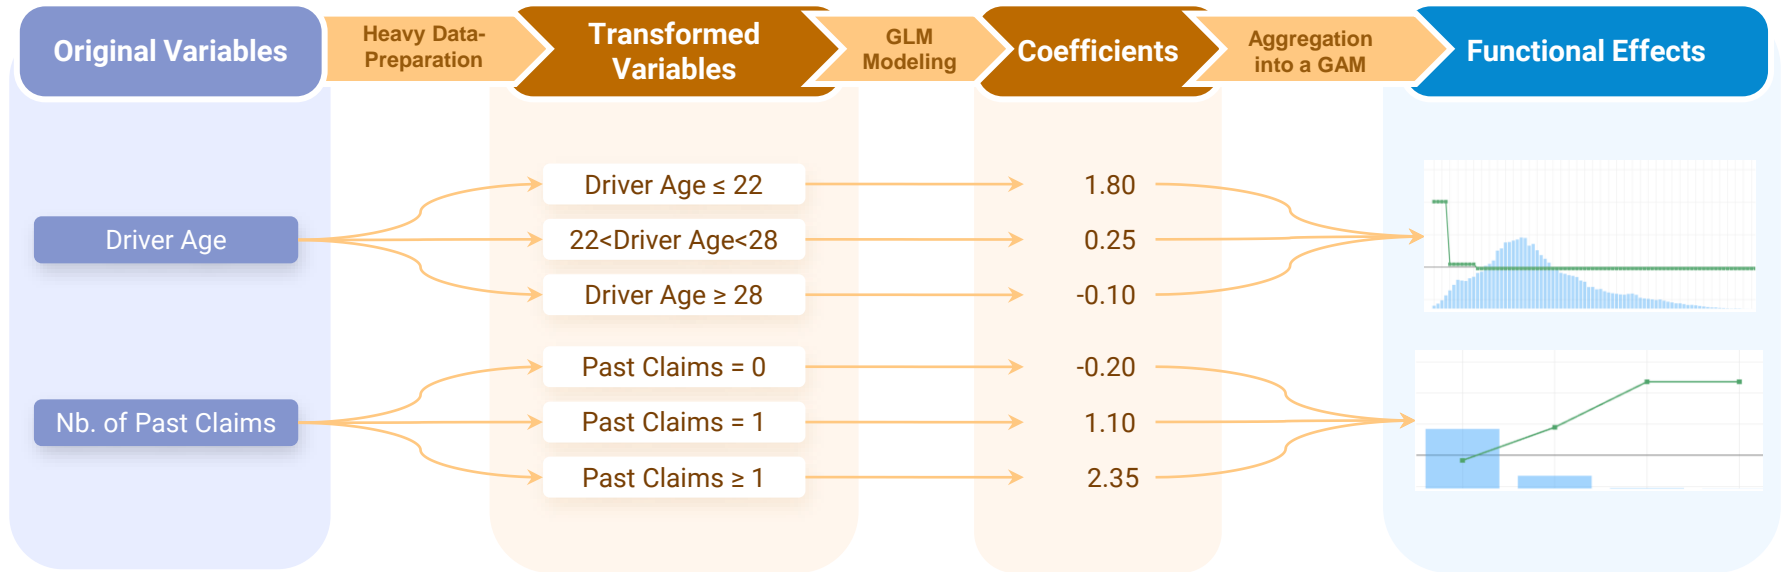 Original Variables
Heavy Data-
Preparation
Transformed
Variables
GLM
Modeling
Coefficients
Aggregation
into a GAM
Functional Effects
Driver Age
Driver Age ≤ 22
1.80
22<Driver Age<28
0.25
Driver Age ≥ 28
-0.10
Nb. of Past Claims
Past Claims = 0
-0.20
Past Claims = 1
1.10
Past Claims ≥ 1
2.35